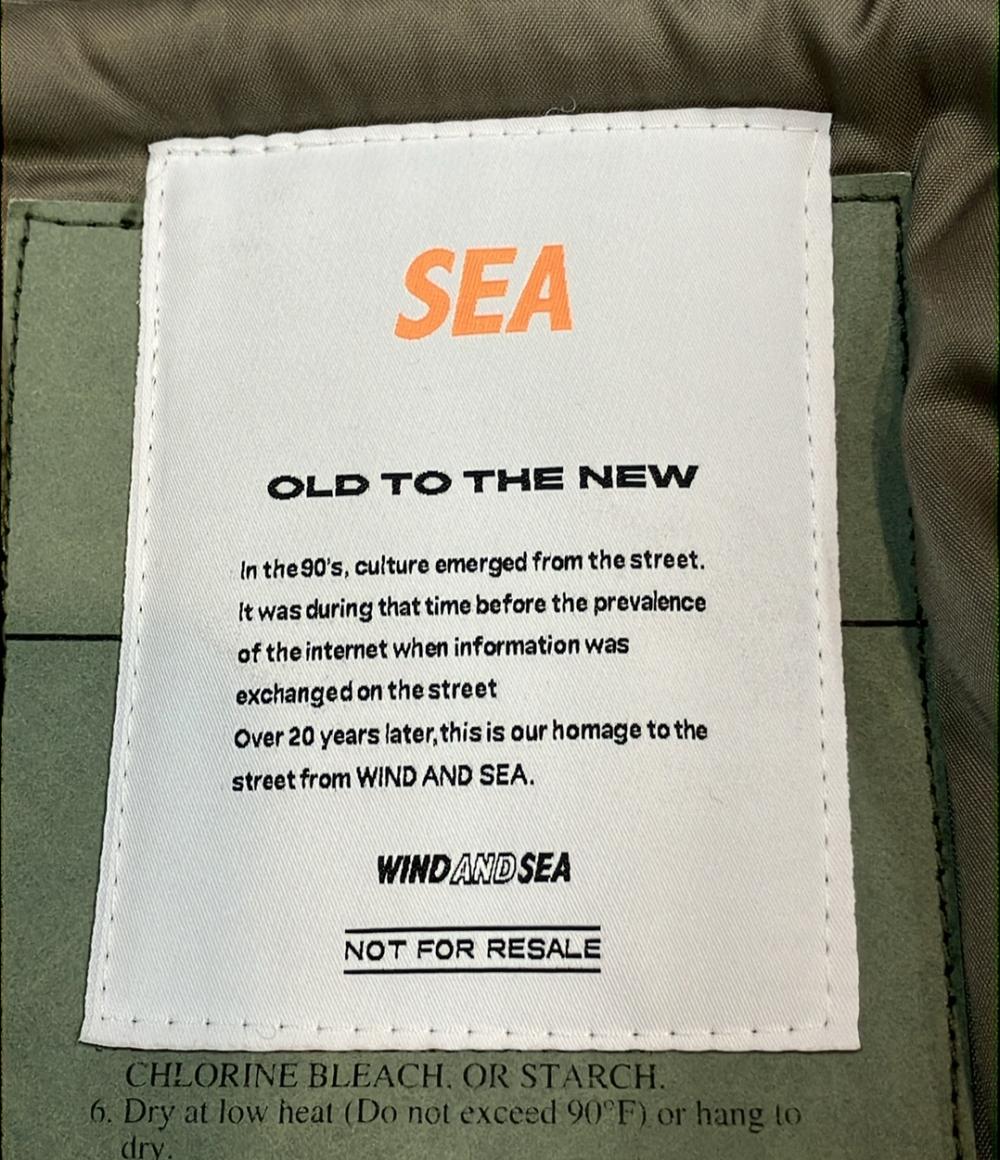 SEA
OLD TO THE NEW
In the 90's, culture emerged from the street.
It was during that time before the prevalence
of the internet when information was
exchanged on the street
Over 20 years later, this is our homage to the
street from WIND AND SEA.
WIND AND SEA
NOT FOR RESALE
CHLORINE BLEACH. OR STARCH.
6. Dry at low heat (Do not exceed 90°F) or hang to
dry.